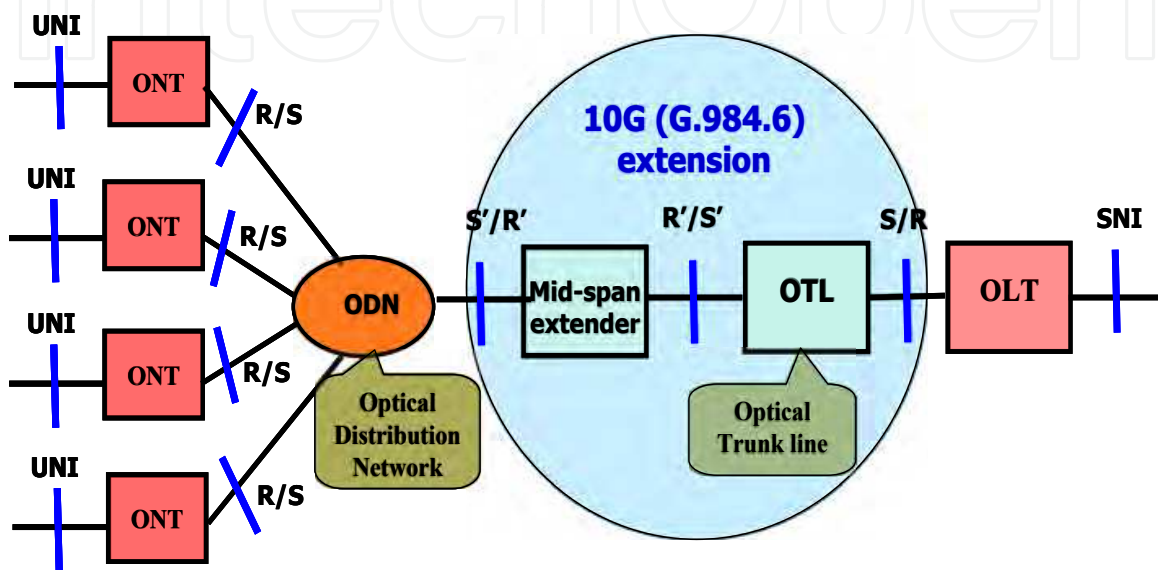 intechopen
UNI
ONT
R/S
UNI
ONT
R/S
UNI
ONT
R/S
UNI
ONT
R/S
ODN
Optical
Distribution
Network
10G (G.984.6)
extension
S'/R'
Mid-span
extender
R'/S'
OTL
Optical
Trunk line
S/R
OLT
SNI